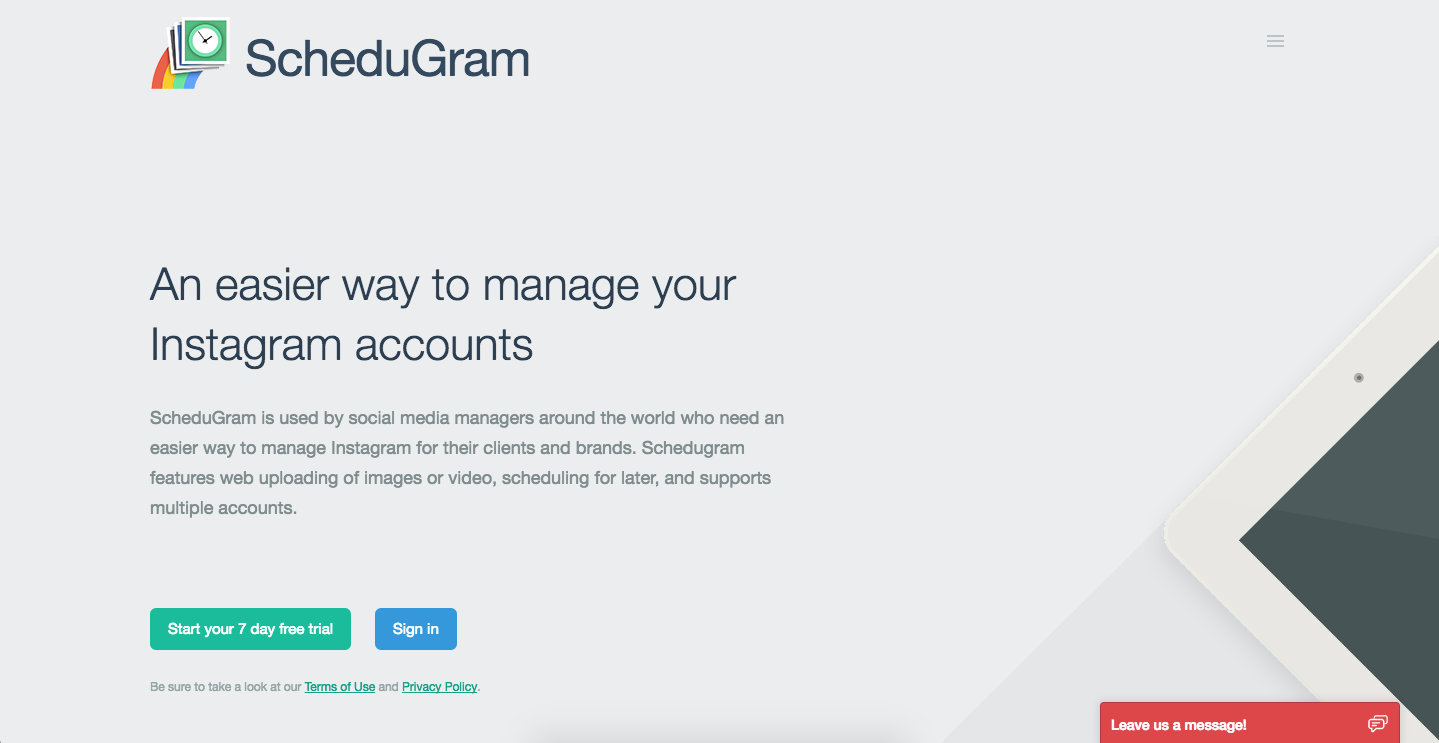 ScheduGram
An easier way to manage your
Instagram accounts
ScheduGram is used by social media managers around the world who need an
easier way to manage Instagram for their clients and brands. Schedugram
features web uploading of images or video, scheduling for later, and supports
multiple accounts.
Start your 7 day free trial
Sign in
Be sure to take a look at our Terms of Use and Privacy Policy.
Leave us a message!